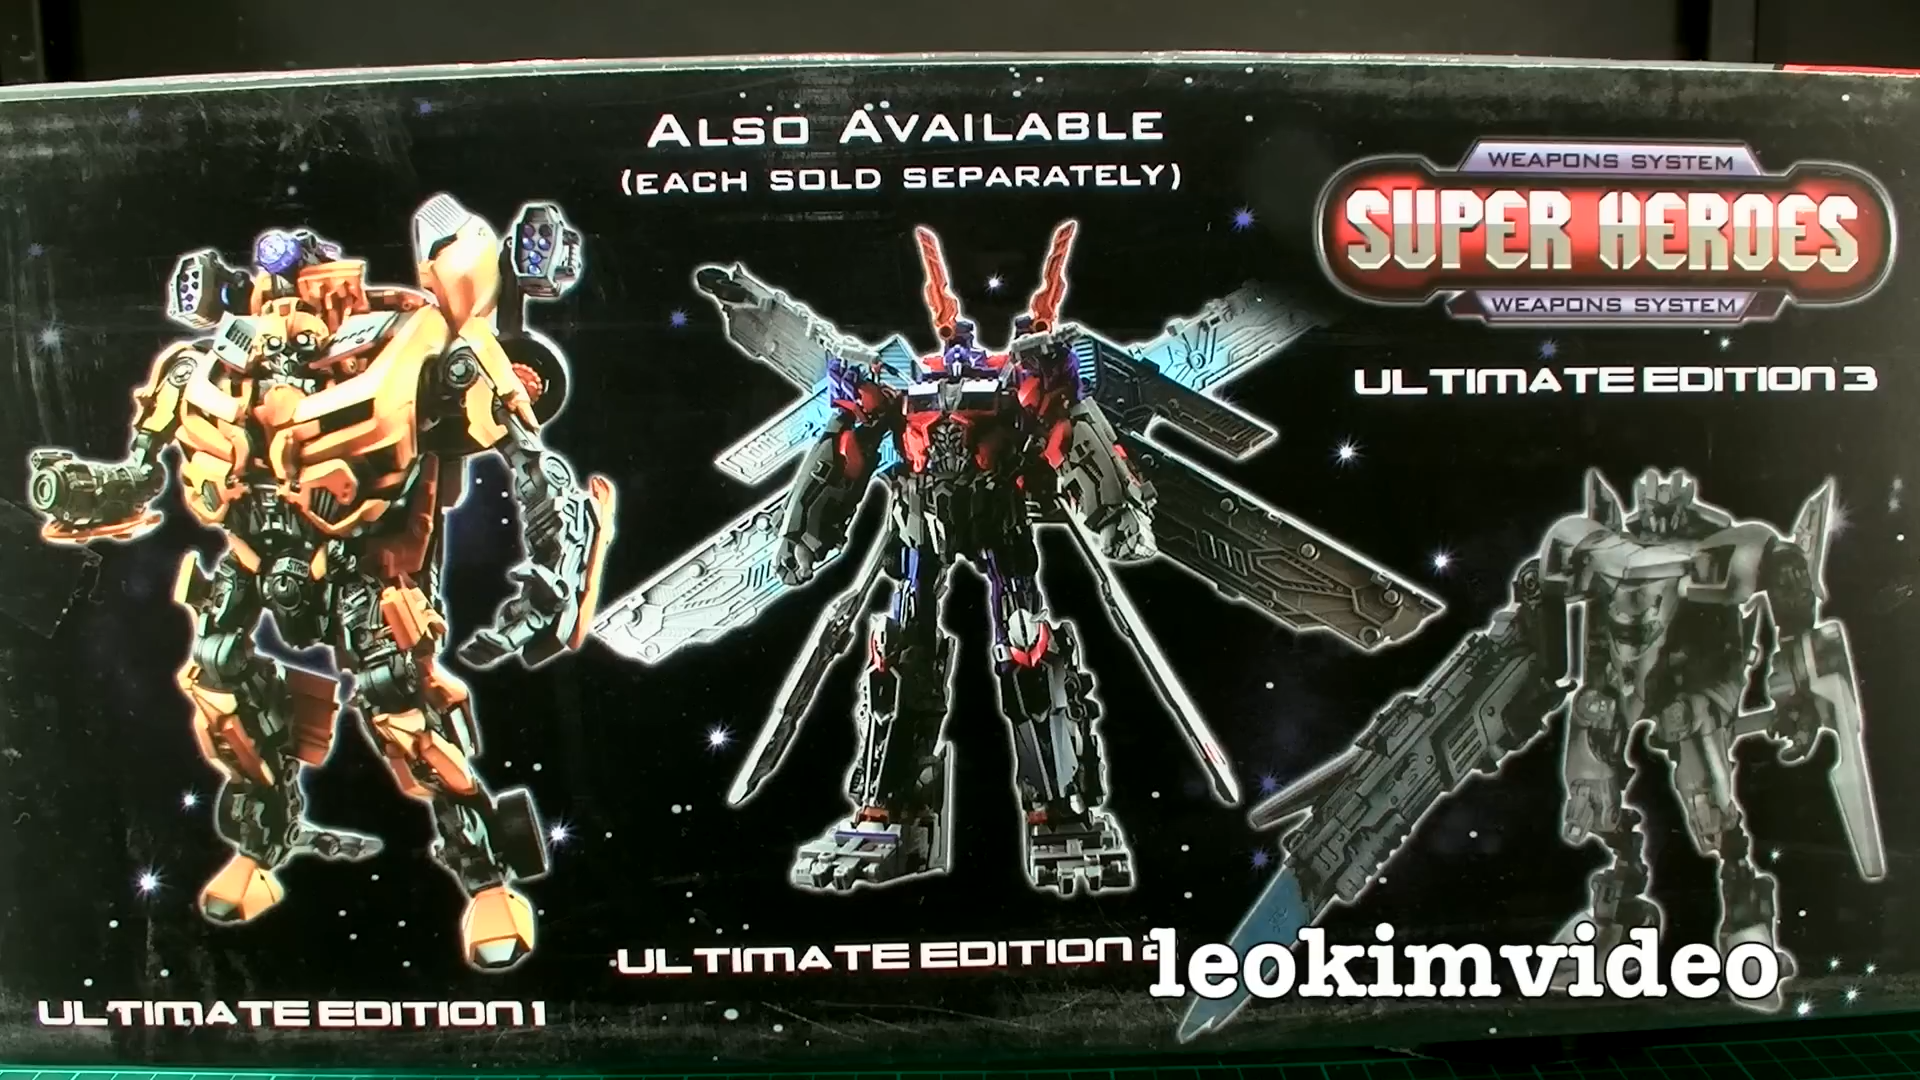 ALSO AVAILABLE
(EACH SOLD SEPARATELY)
WEAPONS SYSTEM
SUPER HEROES
WEAPONS SYSTEM
ULTIMATE EDITION 3
ULTIMATE EDITION 2
leokimvideo
ULTIMATE EDITION 1